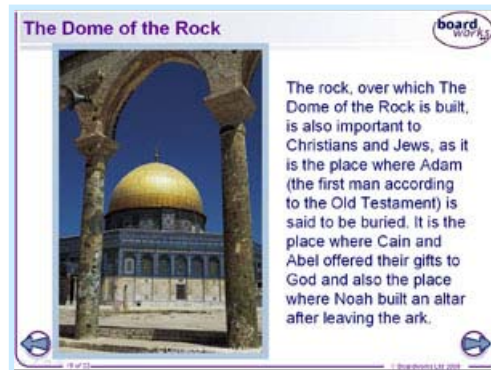 The Dome of the Rock
board
works
The rock, over which The
Dome of the Rock is built,
is also important to
Christians and Jews, as it
is the place where Adam
(the first man according
to the Old Testament) is
said to be buried. It is the
place where Cain and
Abel offered their gifts to
God and also the place
where Noah built an altar
after leaving the ark.